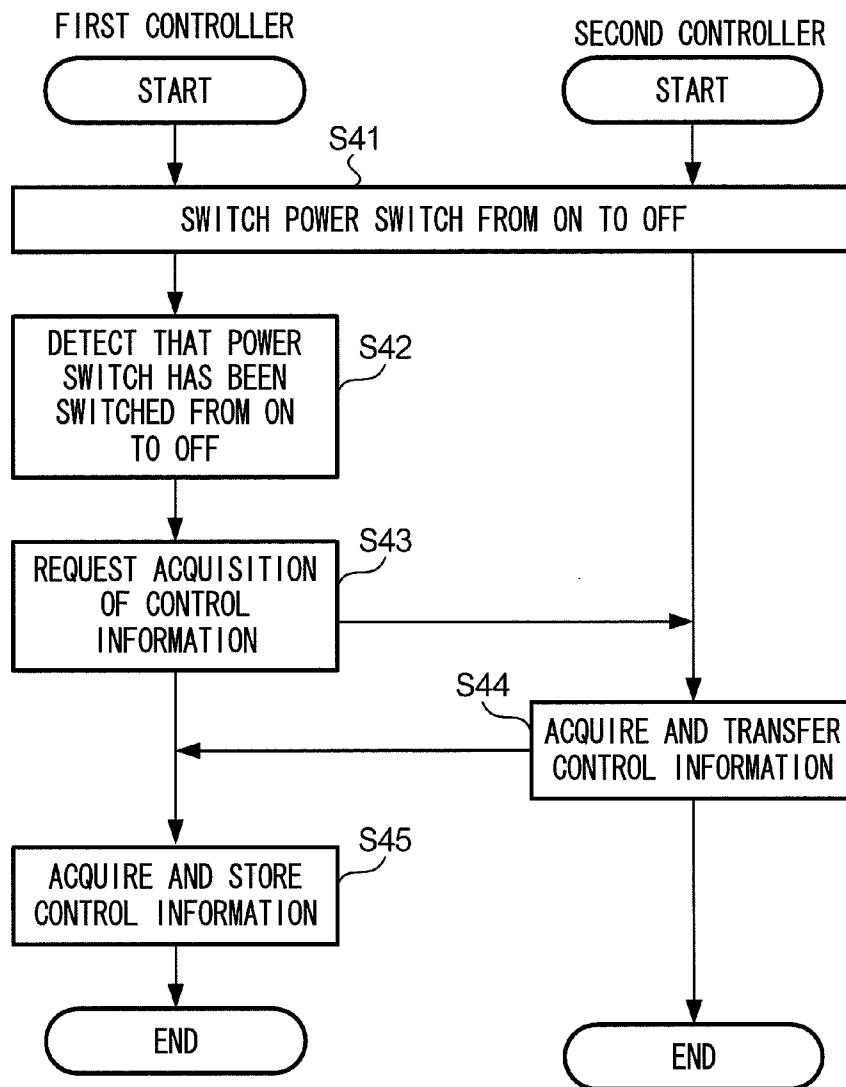 FIRST CONTROLLER
SECOND CONTROLLER
START
START
S41
SWITCH POWER SWITCH FROM ON TO OFF
DETECT THAT POWER
SWITCH HAS BEEN
SWITCHED FROM ON
TO OFF
S42
REQUEST ACQUISITION
OF CONTROL
INFORMATION
S43
S44
ACQUIRE AND TRANSFER
CONTROL INFORMATION
S45
ACQUIRE AND STORE
CONTROL INFORMATION
END
END